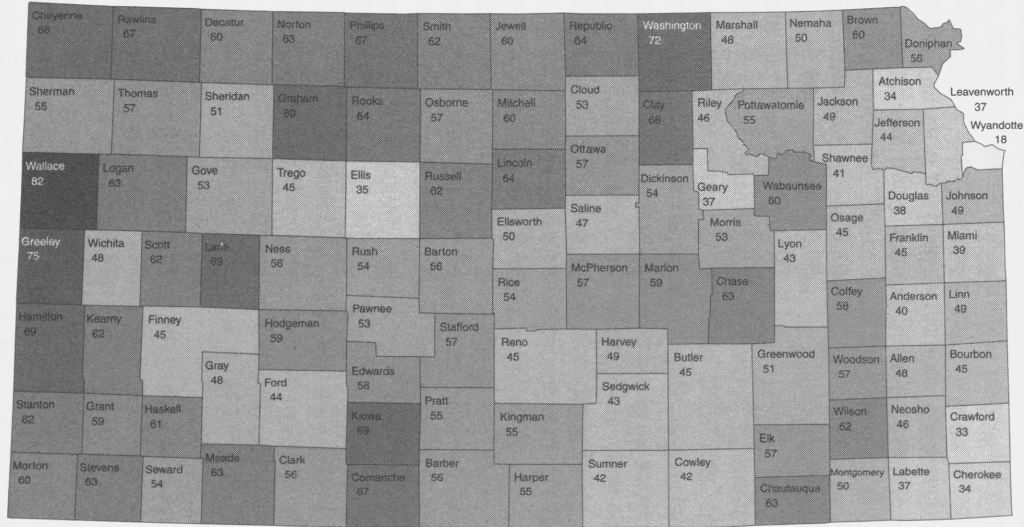 Cheyenne
68
Rawlins
67
Decatur
60
Norton
63
Phillips
67
Smith
62
Jewell
60
Republic
64
Washington
72
Marshall
48
Nemaha
50
Brown
60
Doniphan
56
Sherman
55
Thomas
57
Sheridan
51
Graham
69
Rooks
64
Osborne
57
Mitchell
60
Cloud
53
Clay
68
Riley
46
Pottawatomie
55
Jackson
49
Atchison
34
Leavenworth
37
Jefferson
44
Wyandotte
18
Wallace
82
Logan
63
Gove
53
Trego
45
Ellis
35
Russell
62
Lincoln
64
Ottawa
57
Dickinson
54
Geary
37
Wabaunsee
60
Shawnee
41
Douglas
38
Johnson
49
Ellsworth
50
Saline
47
Morris
53
Osage
45
Greeley
75
Wichita
48
Scott
62
Lane
69
Ness
56
Rush
54
Barton
56
Rice
54
McPherson
57
Marion
59
Chase
63
Lyon
43
Franklin
45
Miami
39
Coffey
58
Anderson
40
Linn
49
Hamilton
69
Kearny
62
Finney
45
Hodgeman
59
Pawnee
53
Stafford
57
Gray
48
Ford
44
Edwards
58
Reno
45
Harvey
49
Sedgwick
43
Butler
45
Greenwood
51
Woodson
57
Allen
48
Bourbon
45
Stanton
62
Grant
59
Haskell
61
Kiowa
69
Pratt
55
Kingman
55
Elk
57
Wilson
62
Neosho
46
Crawford
33
Morton
60
Stevens
63
Seward
54
Meade
63
Clark
56
Comanche
67
Barber
56
Harper
55
Sumner
42
Cowley
42
Chautauqua
63
Montgomery
50
Labette
37
Cherokee
34